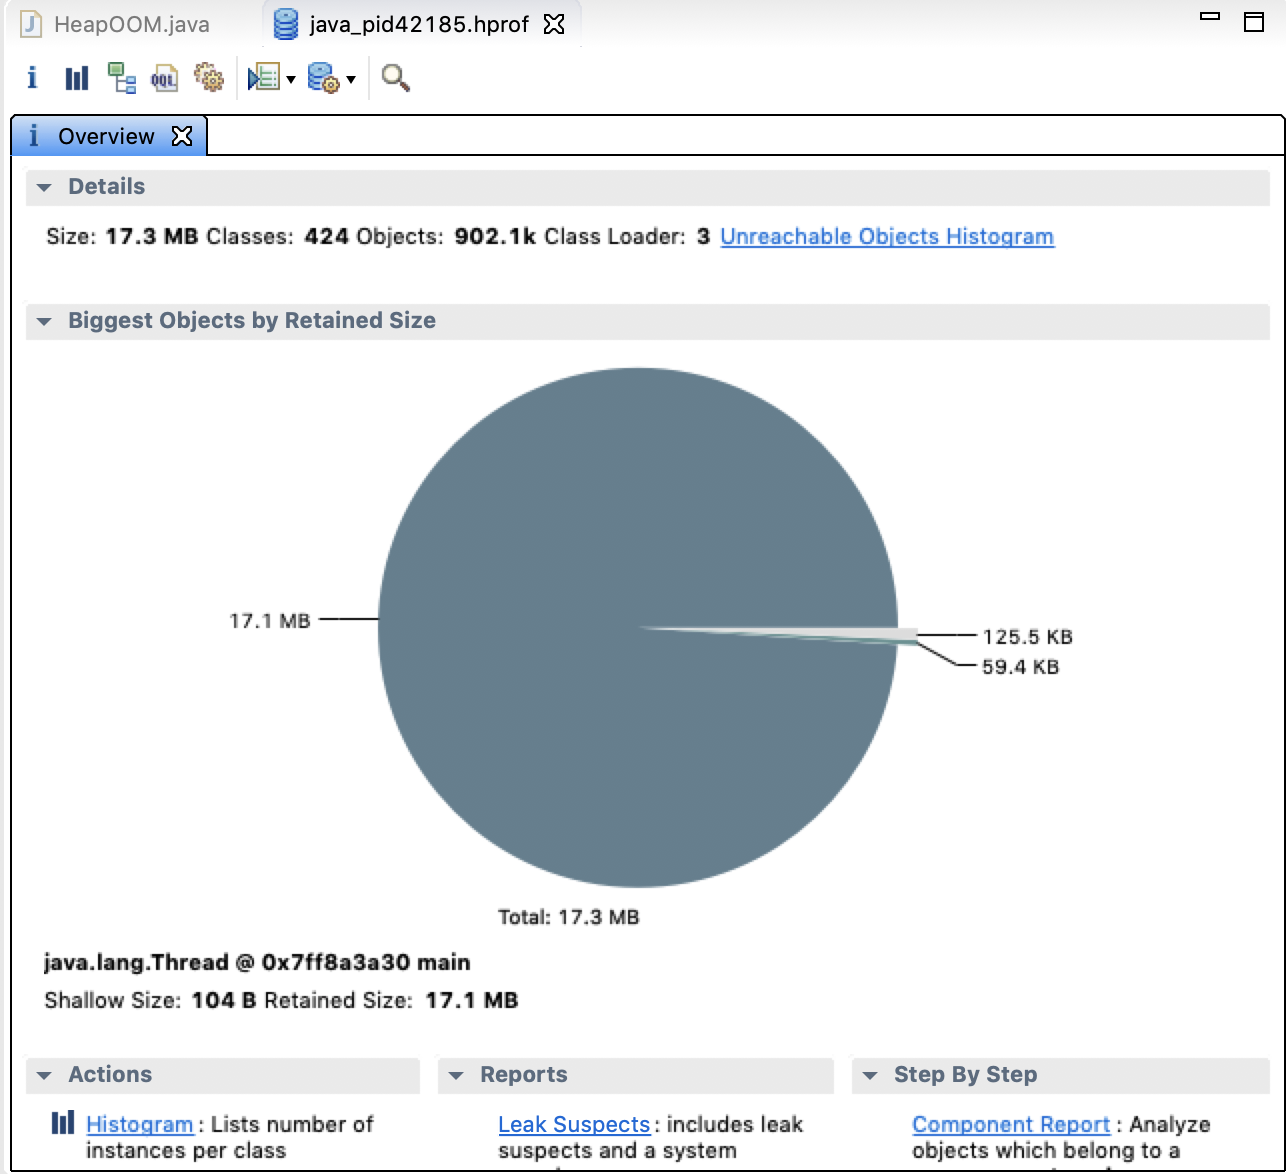 HeapOOM.java java_pid42185.hprof
OQL
i Overview
Details
Size: 17.3 MB Classes: 424 Objects: 902.1k Class Loader: 3 Unreachable Objects Histogram
Biggest Objects by Retained Size
17.1 MB
125.5 KB
59.4 KB
Total: 17.3 MB
java.lang.Thread @ 0x7ff8a3a30 main
Shallow Size: 104 B Retained Size: 17.1 MB
Actions
Histogram : Lists number of
instances per class
Reports
Leak Suspects : includes leak
suspects and a system
Step By Step
Component Report : Analyze
objects which belong to a